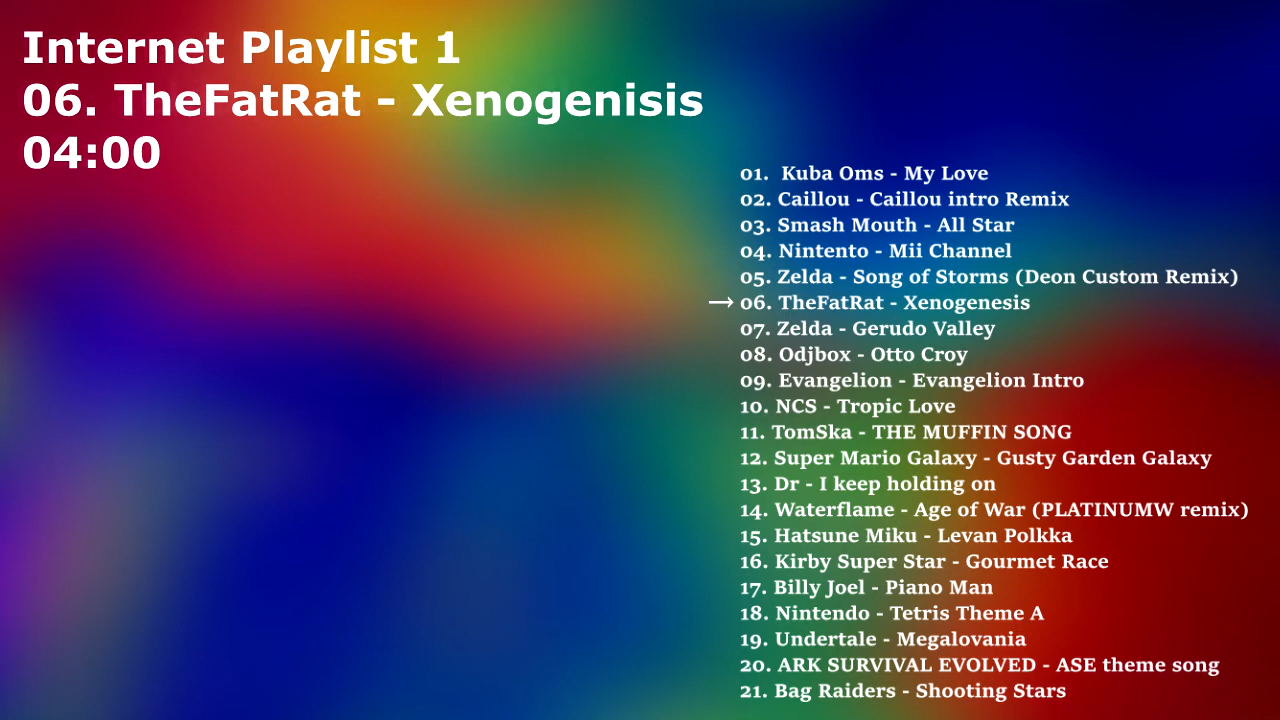 Internet Playlist 1
06. TheFatRat - Xenogenisis
04:00
01. Kuba Oms - My Love
02. Caillou - Caillou intro Remix
03. Smash Mouth - All Star
04. Nintento - Mii Channel
05. Zelda - Song of Storms (Deon Custom Remix)
→ 06. TheFatRat - Xenogenesis
07. Zelda - Gerudo Valley
08. Odjbox - Otto Croy
09. Evangelion - Evangelion Intro
10. NCS - Tropic Love
11. TomSka - THE MUFFIN SONG
12. Super Mario Galaxy - Gusty Garden Galaxy
13. Dr - I keep holding on
14. Waterflame - Age of War (PLATINUMW remix)
15. Hatsune Miku - Levan Polkka
16. Kirby Super Star - Gourmet Race
17. Billy Joel - Piano Man
18. Nintendo - Tetris Theme A
19. Undertale - Megalovania
20. ARK SURVIVAL EVOLVED - ASE theme song
21. Bag Raiders - Shooting Stars